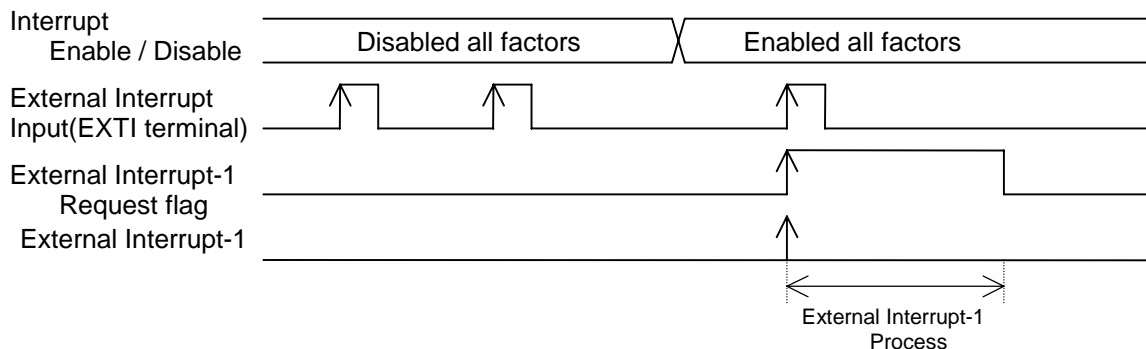 Interrupt
Enable / Disable
Disabled all factors
Enabled all factors
External Interrupt
Input(EXTI terminal)
External Interrupt-1
Request flag
External Interrupt-1
External Interrupt-1
Process